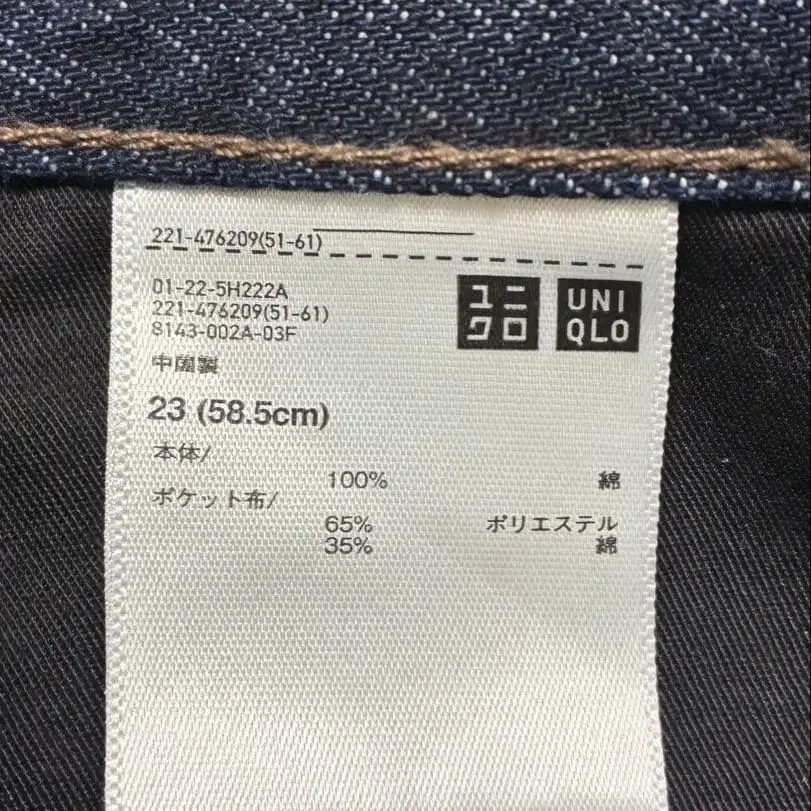 221-476209(51-61)
01-22-5H222A
221-476209(51-61)
8143-002A-03F
中国製
ユニ
クロ
UNI
QLO
23 (58.5cm)
本体/
100% 綿
ポケット布/
65% ポリエステル
35% 綿